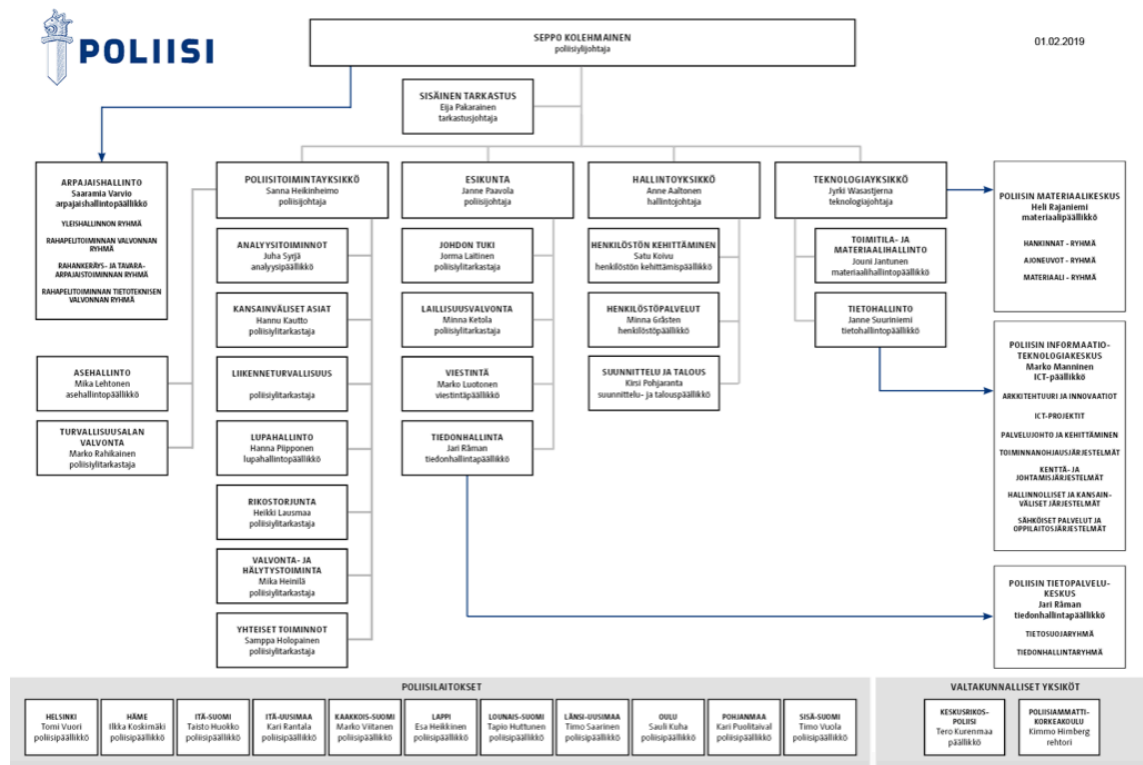 POLIISI
SEPPO KOLEHMAINEN
poliisiylijohtaja
01.02.2019
SISÄINEN TARKASTUS
Eija Pakarainen
tarkastusjohtaja
ARPAJAISHALLINTO
Saaramia Varvio
arpajaishallintopäällikkö
YLEISHALLINNON RYHMÄ
RAHAPELITOIMINNAN VALVONNAN
RYHMÄ
RAHANKERÄYS- JA TAVARA-
ARPAJAISTOIMINNAN RYHMÄ
RAHAPELITOIMINNAN TIETOTEKNISEN
VALVONNAN RYHMÄ
ASEHALLINTO
Mika Lehtonen
asehallintopäällikkö
TURVALLISUUSALAN
VALVONTA
Marko Rahikainen
poliisiylitarkastaja
POLIISITOIMINTAYKSIKKÖ
Sanna Heikinheimo
poliisijohtaja
ANALYYSITOIMINNOT
Juha Syrjä
analyysipäällikkö
KANSAINVÄLISET ASIAT
Hannu Kautto
poliisiylitarkastaja
LIIKENNETURVALLISUUS
poliisiylitarkastaja
LUPAHALLINTO
Hanna Piipponen
lupahallintopäällikkö
RIKOSTORJUNTA
Heikki Lausmaa
poliisiylitarkastaja
VALVONTA- JA
HÄLYTYSTOIMINTA
Mika Heinilä
poliisiylitarkastaja
YHTEISET TOIMINNOT
Samppa Holopainen
poliisiylitarkastaja
ESIKUNTA
Janne Paavola
poliisijohtaja
JOHDON TUKI
Jorma Laitinen
poliisiylitarkastaja
LAILLISUUSVALVONTA
Minna Ketola
poliisiylitarkastaja
VIESTINTÄ
Marko Luotonen
viestintäpäällikkö
TIEDONHALLINTA
Jari Råman
tiedonhallintapäällikkö
HALLINTOYKSIKKÖ
Anne Aaltonen
hallintojohtaja
HENKILÖSTÖN KEHITTÄMINEN
Satu Koivu
henkilöstön kehittämispäällikkö
HENKILÖSTÖPALVELUT
Minna Gråsten
henkilöstöpäällikkö
SUUNNITTELU JA TALOUS
Kirsi Pohjaranta
suunnittelu- ja talouspäällikkö
TEKNOLOGIAYKSIKKÖ
Jyrki Wasastjerna
teknologiajohtaja
TOIMITILA- JA
MATERIAALIHALLINTO
Jouni Jantunen
materiaalihallintopäällikkö
TIETOHALLINTO
Janne Suuriniemi
tietohallintopäällikkö
POLIISIN MATERIAALIKESKUS
Heli Rajaniemi
materiaalipäällikkö
HANKINNAT - RYHMÄ
AJONEUVOT - RYHMÄ
MATERIAALI - RYHMÄ
POLIISIN INFORMAATIO-
TEKNOLOGIAKESKUS
Marko Manninen
ICT-päällikkö
ARKKITEHTUURI JA INNOVAATIOT
ICT-PROJEKTIT
PALVELUJOHTO JA KEHITTÄMINEN
TOIMINNANOHJAUSJÄRJESTELMÄT
KENTTÄ- JA
JOHTAMISJÄRJESTELMÄT
HALLINNOLLISET JA KANSAIN-
VÄLISET JÄRJESTELMÄT
SÄHKÖISET PALVELUT JA
OPPILAITOSJÄRJESTELMÄT
POLIISIN TIETOPALVELU-
KESKUS
Jari Råman
tiedonhallintapäällikkö
TIETOSUOJARYHMÄ
TIEDONHALLINTARYHMÄ
POLIISILAITOKSET
HELSINKI
Tomi Vuori
poliisipäällikkö
HÄME
Ilkka Koskimäki
poliisipäällikkö
ITÄ-SUOMI
Taisto Huokko
poliisipäällikkö
ITÄ-UUSIMAA
Kari Rantala
poliisipäällikkö
KAAKKOIS-SUOMI
Marko Viitanen
poliisipäällikkö
LAPPI
Esa Heikkinen
poliisipäällikkö
LOUNAIS-SUOMI
Tapio Huttunen
poliisipäällikkö
LÄNSI-UUSIMAA
Timo Saarinen
poliisipäällikkö
OULU
Sauli Kuha
poliisipäällikkö
POHJANMAA
Kari Puolitaival
poliisipäällikkö
SISÄ-SUOMI
Timo Vuola
poliisipäällikkö
VALTAKUNNALLISET YKSIKÖT
KESKUSRIKOS-
POLIISI
Tero Kurenmaa
päällikkö
POLIISIAMMATTI-
KORKEAKOULU
Kimmo Himberg
rehtori